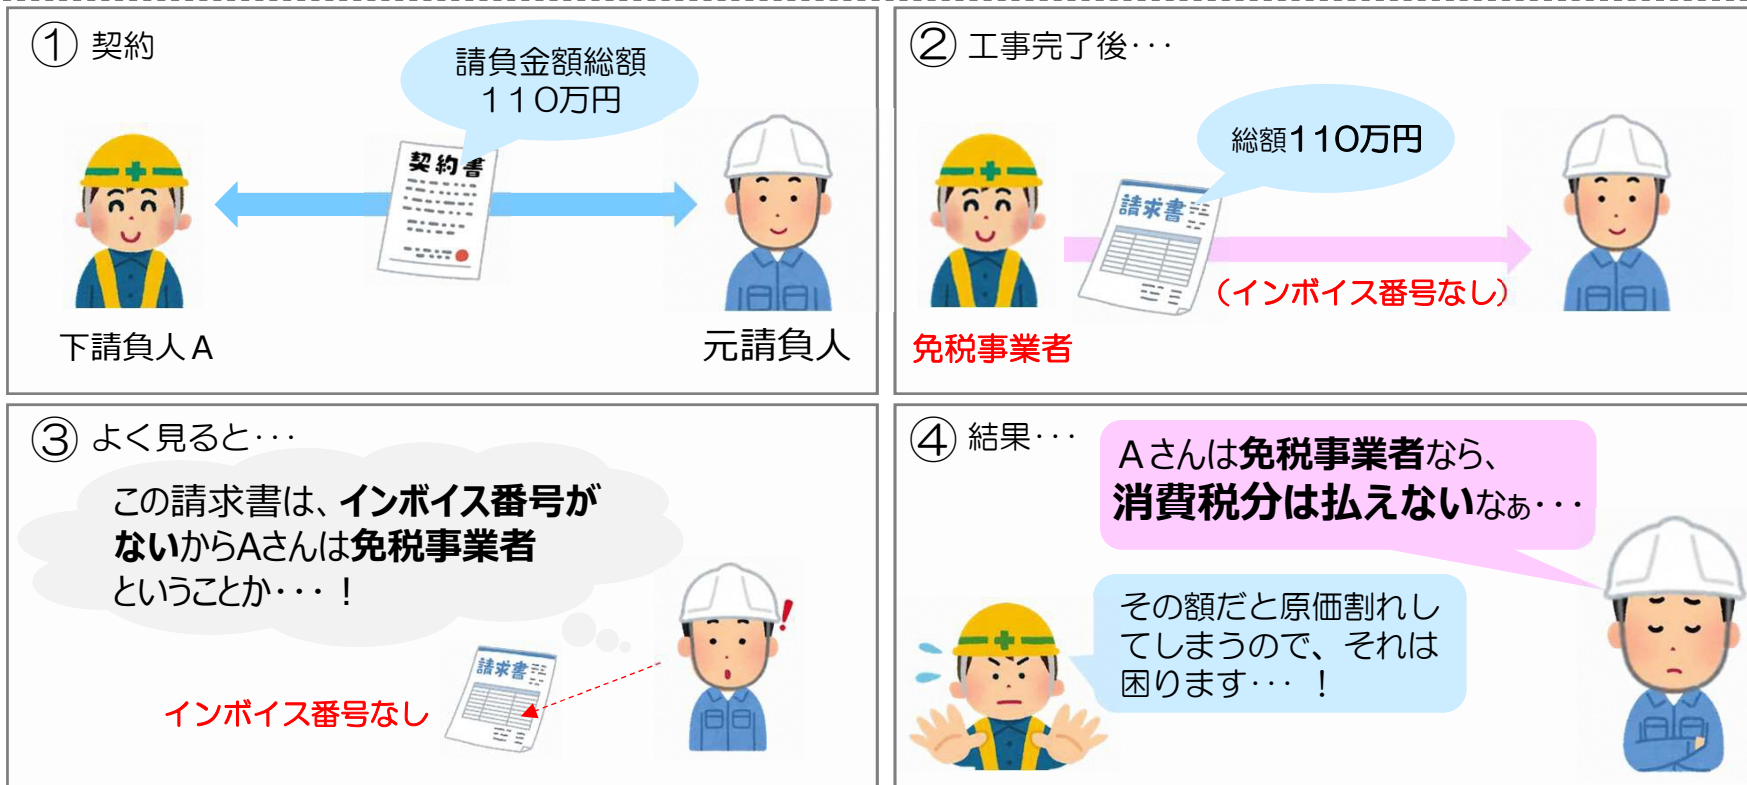 ① 契約
請負金額総額
１１０万円
契約書
下請負人Ａ
元請負人
② 工事完了後･･･
総額110万円
請求書
（インボイス番号なし）
免税事業者
③ よく見ると･･･
この請求書は、インボイス番号が
ないからAさんは免税事業者
ということか･･･！
請求書
インボイス番号なし
④ 結果･･･
Ａさんは免税事業者なら、
消費税分は払えないなぁ･･･
その額だと原価割れし
てしまうので、それは
困ります･･･！